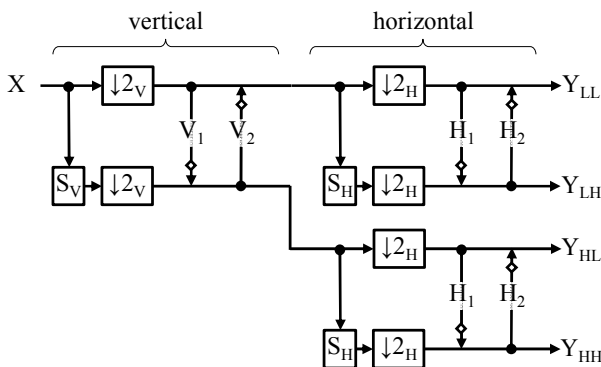 vertical horizontal
X ↓2V ↓2H YLL
V1 V2 H1 H2
SV ↓2V SH ↓2H YLH
↓2H YHL
H1 H2
SH ↓2H YHH